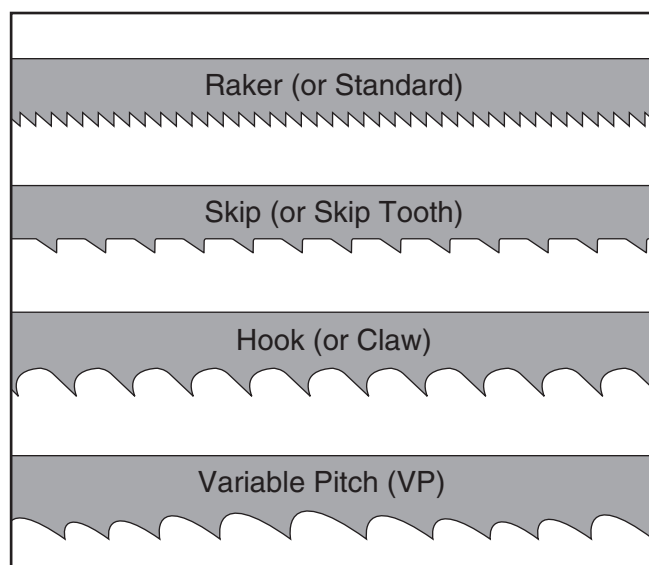 Raker (or Standard)
Skip (or Skip Tooth)
Hook (or Claw)
Variable Pitch (VP)